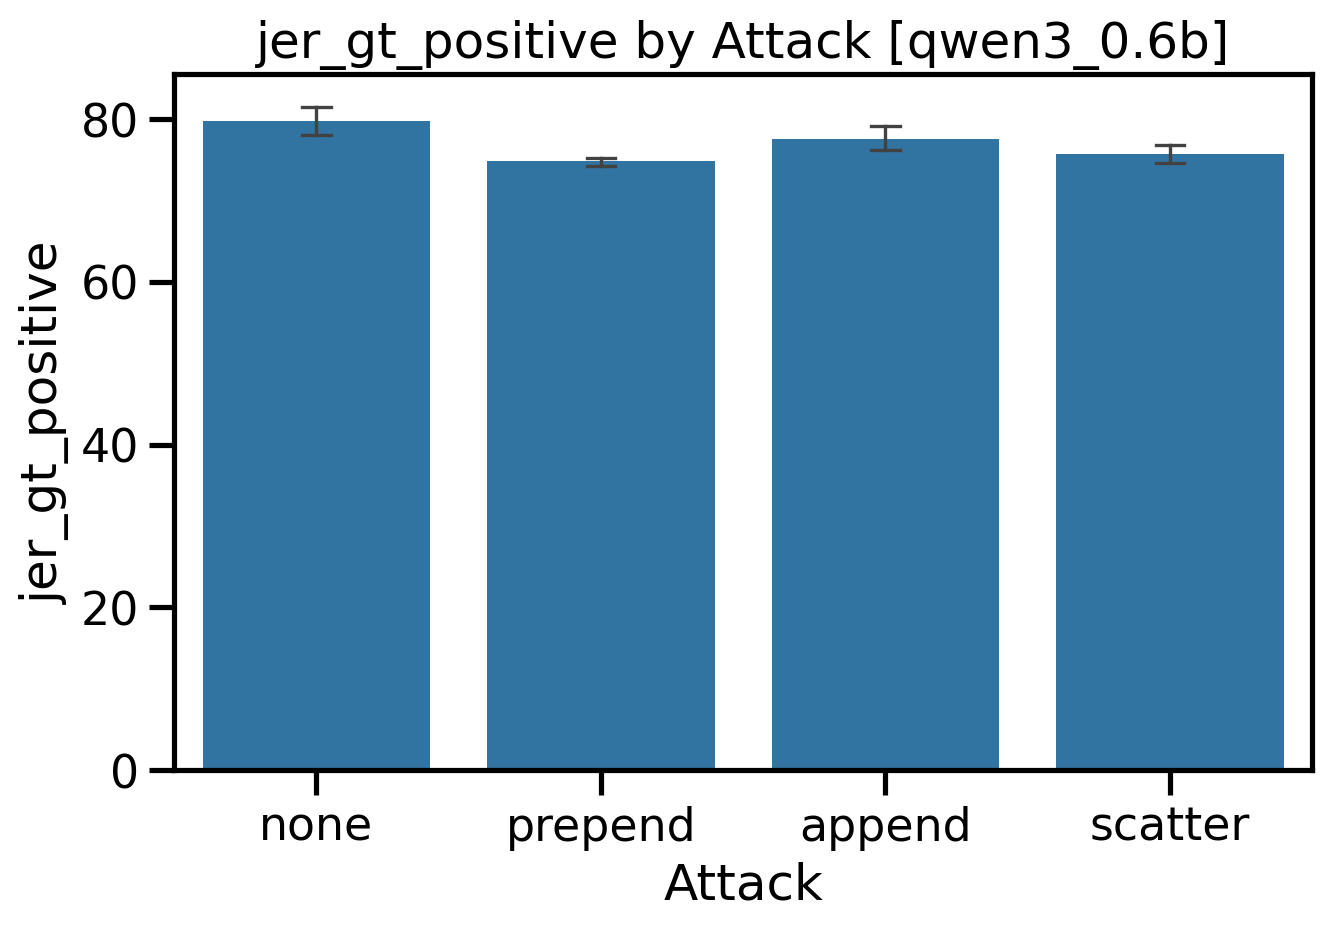 jer_gt_positive by Attack [qwen3_0.6b]
jer_gt_positive
80
60
40
20
0
none prepend append scatter
Attack